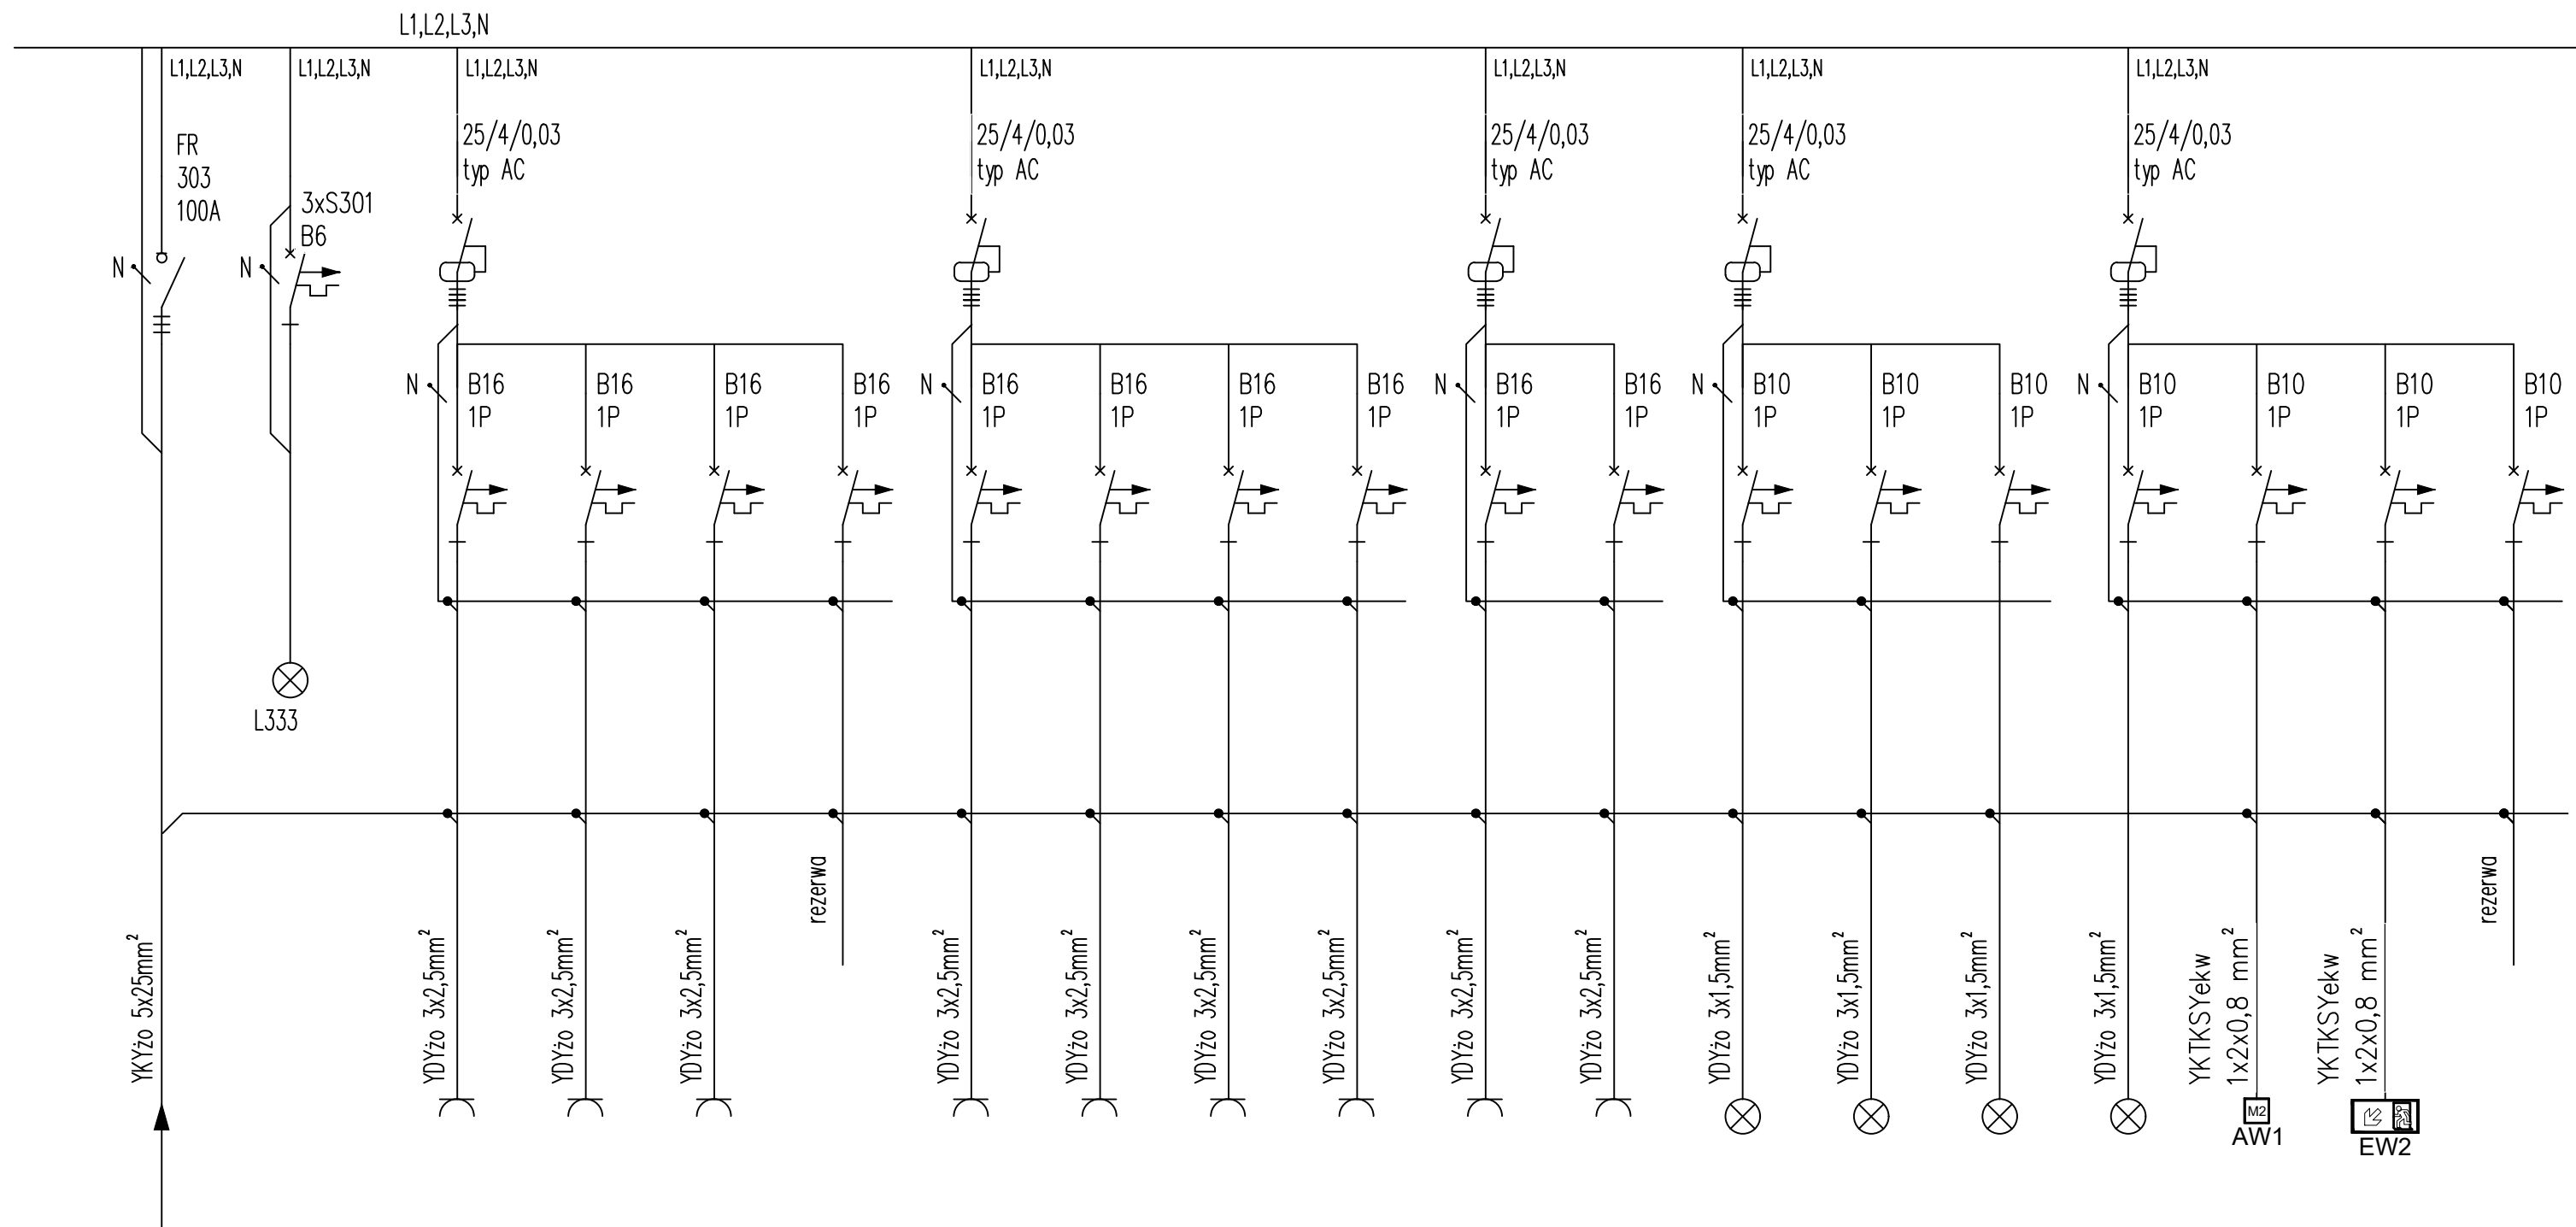 L1,L2,L3,N
L1,L2,L3,N
L1,L2,L3,N
L1,L2,L3,N
L1,L2,L3,N
L1,L2,L3,N
L1,L2,L3,N
L1,L2,L3,N
FR
303
100A
N
3xS301
B6
N
L333
25/4/0,03
typ AC
25/4/0,03
typ AC
25/4/0,03
typ AC
25/4/0,03
typ AC
25/4/0,03
typ AC
N
B16
1P
B16
1P
B16
1P
B16
1P
N
B16
1P
B16
1P
B16
1P
B16
1P
N
B16
1P
B16
1P
N
B10
1P
B10
1P
B10
1P
N
B10
1P
B10
1P
B10
1P
B10
1P
YKYżo 5x25mm²
YDYżo 3x2,5mm²
YDYżo 3x2,5mm²
YDYżo 3x2,5mm²
rezerwa
YDYżo 3x2,5mm²
YDYżo 3x2,5mm²
YDYżo 3x2,5mm²
YDYżo 3x2,5mm²
YDYżo 3x2,5mm²
YDYżo 3x2,5mm²
YDYżo 3x1,5mm²
YDYżo 3x1,5mm²
YDYżo 3x1,5mm²
YDYżo 3x1,5mm²
YKTKSYekw
1x2x0,8 mm²
YKTKSYekw
1x2x0,8 mm²
rezerwa
M2
AW1
EW2